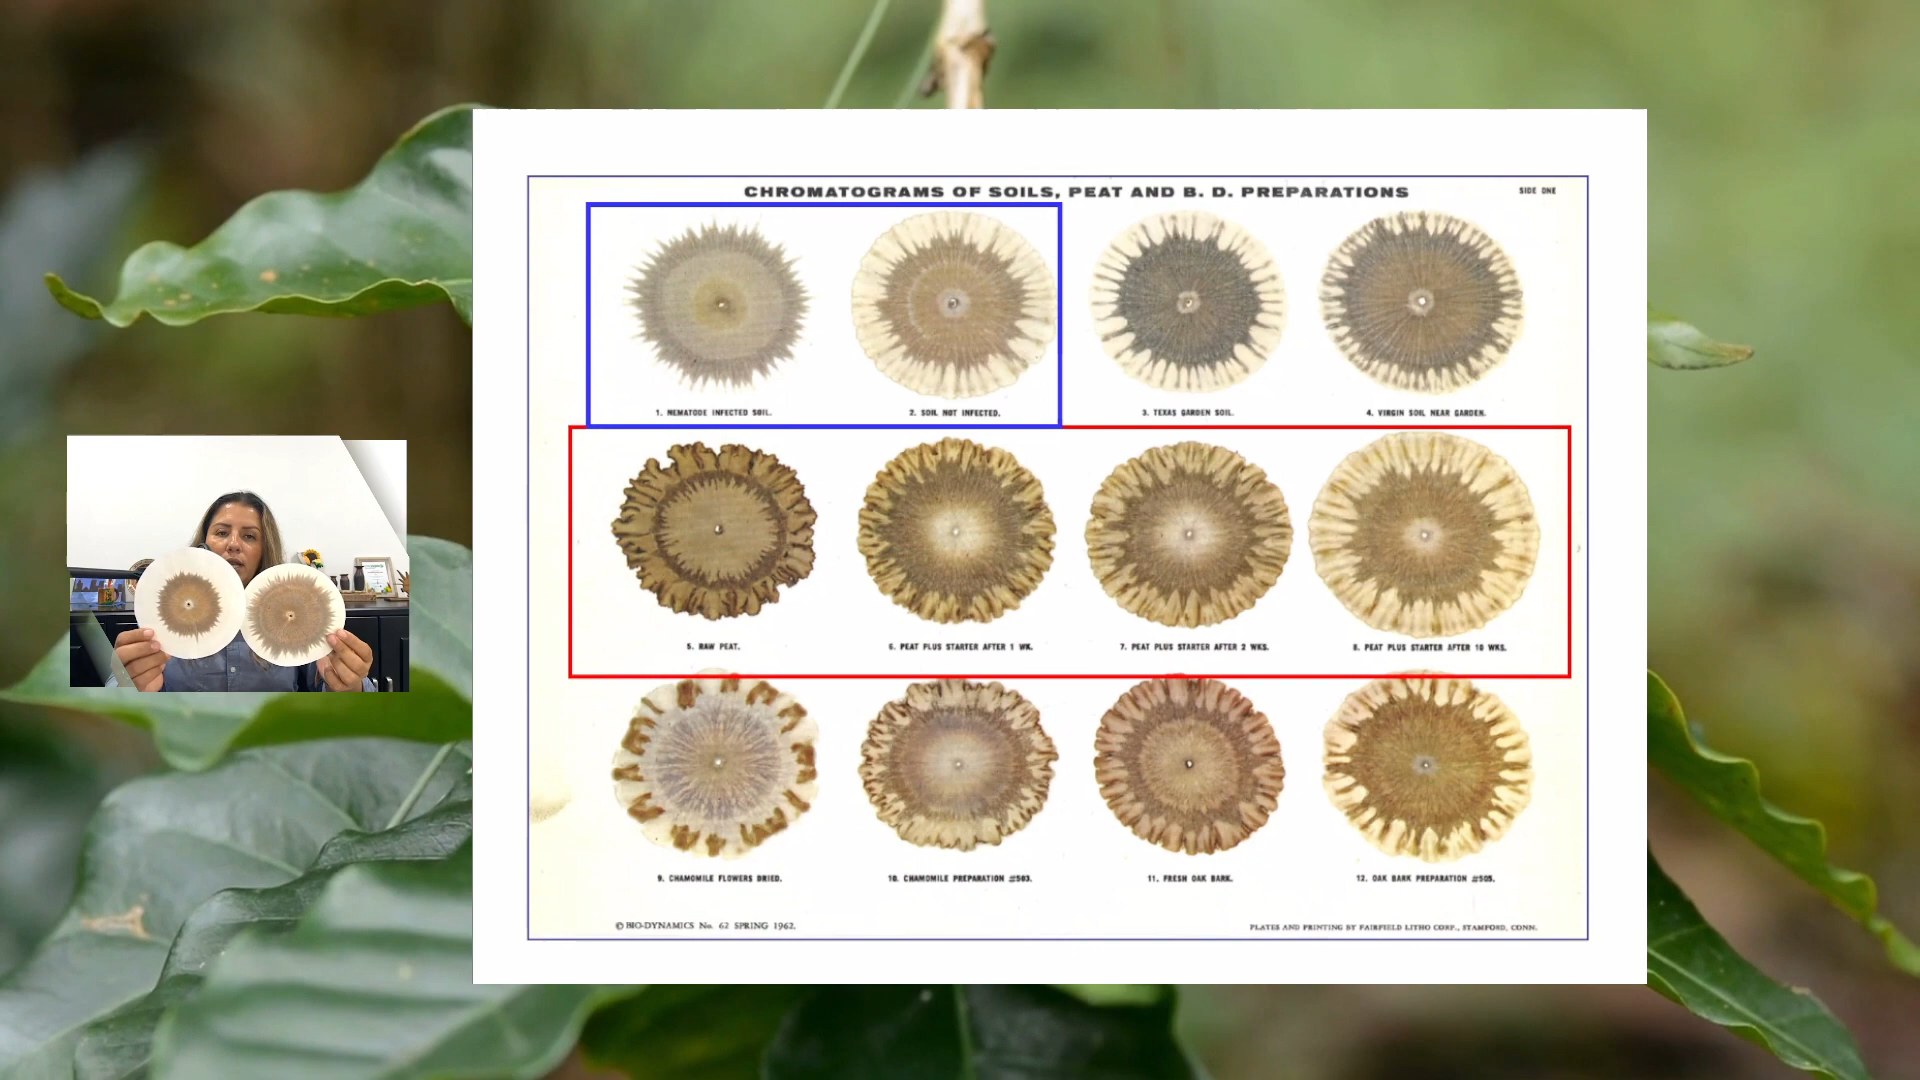 CHROMATOGRAMS OF SOILS, PEAT AND B. D. PREPARATIONS
SIDE ONE
1. NEMATODE INFECTED SOIL.
2. SOIL NOT INFECTED.
3. TEXAS GARDEN SOIL.
4. VIRGIN SOIL NEAR GARDEN.
5. RAW PEAT.
6. PEAT PLUS STARTER AFTER 1 WK.
7. PEAT PLUS STARTER AFTER 2 WKS.
8. PEAT PLUS STARTER AFTER 10 WKS.
9. CHAMOMILE FLOWERS DRIED.
10. CHAMOMILE PREPARATION #503.
11. FRESH OAK BARK.
12. OAK BARK PREPARATION #505.
© BIO-DYNAMICS No. 62 SPRING 1962.
PLATES AND PRINTING BY FAIRFIELD LITHO CORP., STAMFORD, CONN.